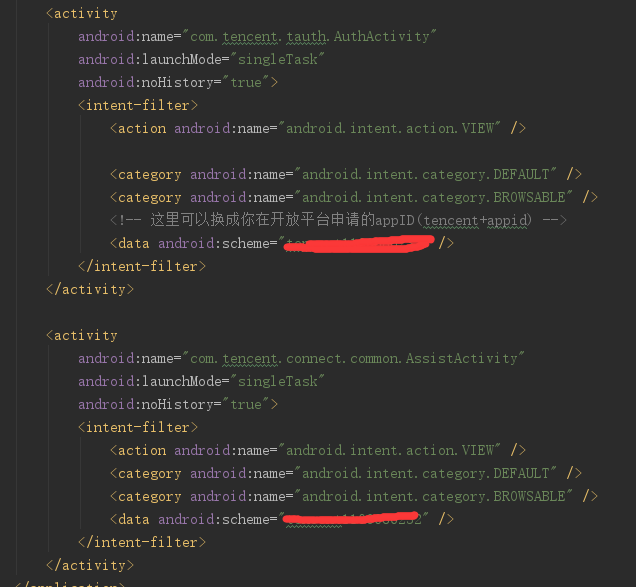 <activity
android:name="com.tencent.tauth.AuthActivity"
android:launchMode="singleTask"
android:noHistory="true">
<intent-filter>
<action android:name="android.intent.action.VIEW" />
<category android:name="android.intent.category.DEFAULT" />
<category android:name="android.intent.category.BROWSABLE" />
<!-- 这里可以换成你在开放平台申请的appID(tencent+appid) -->
<data android:scheme=" />
</intent-filter>
</activity>
<activity
android:name="com.tencent.connect.common.AssistActivity"
android:launchMode="singleTask"
android:noHistory="true">
<intent-filter>
<action android:name="android.intent.action.VIEW" />
<category android:name="android.intent.category.DEFAULT" />
<category android:name="android.intent.category.BROWSABLE" />
<data android:scheme=" " />
</intent-filter>
</activity>
</application>